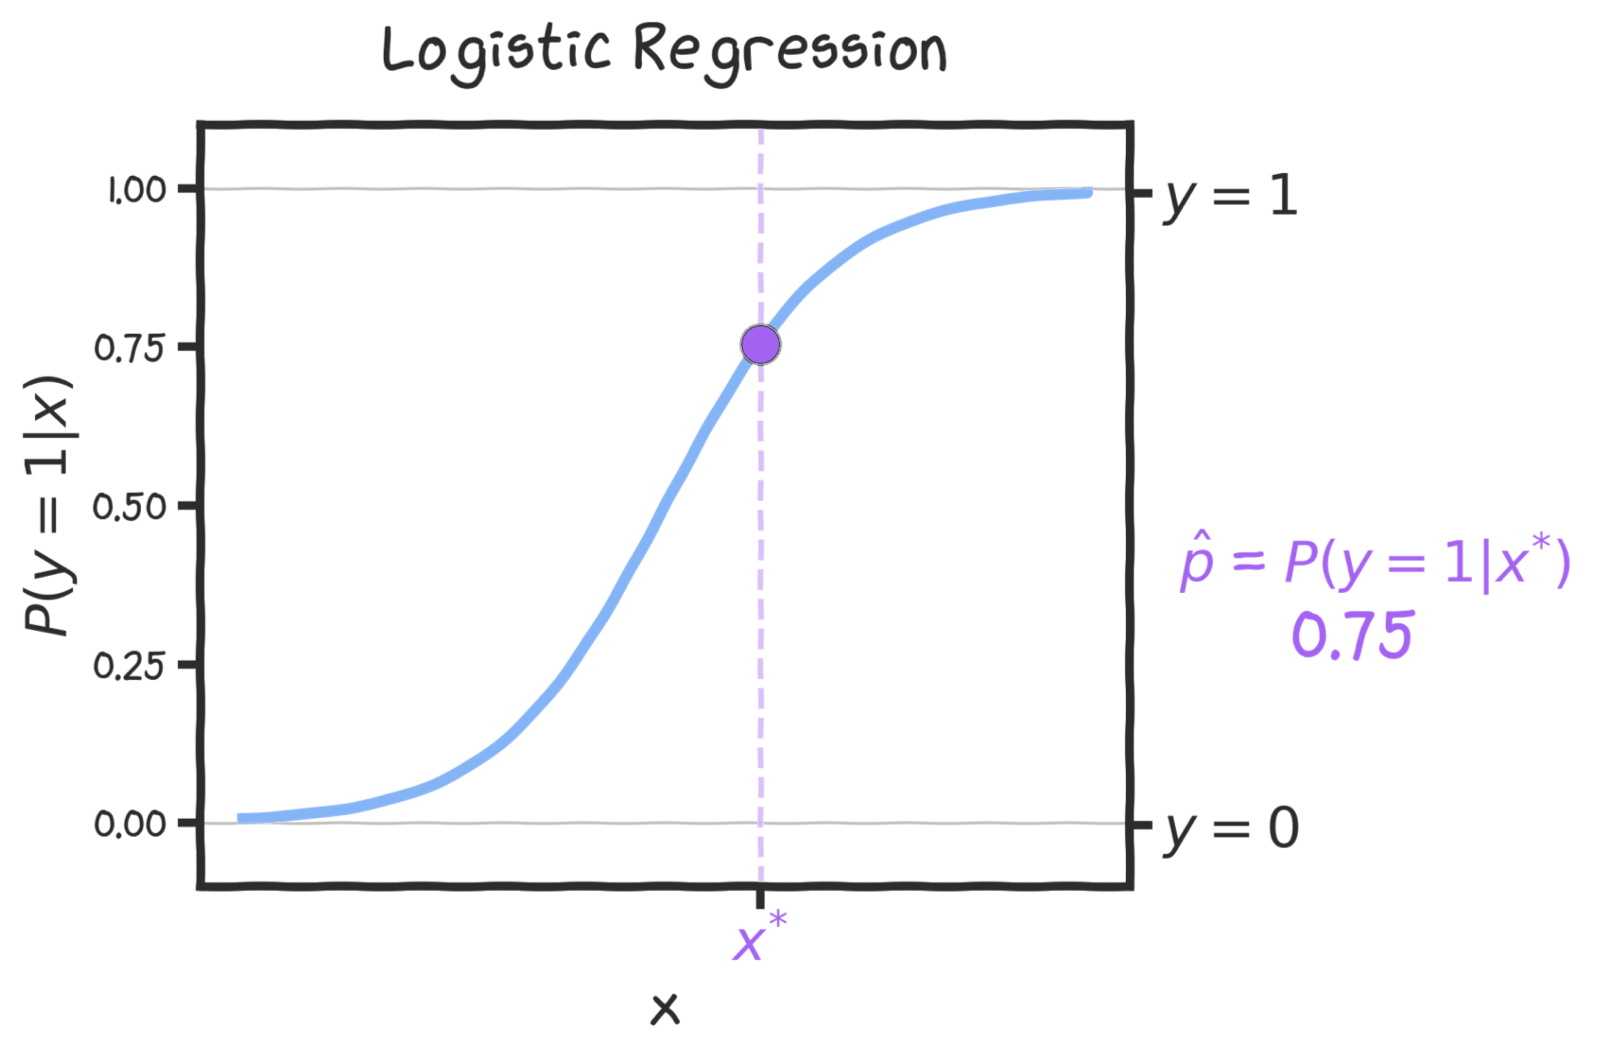 Logistic Regression
P(y = 1|x)
1.00
0.75
0.50
0.25
0.00
y = 1
p̂ = P(y = 1|x*)
0.75
y = 0
x*
x